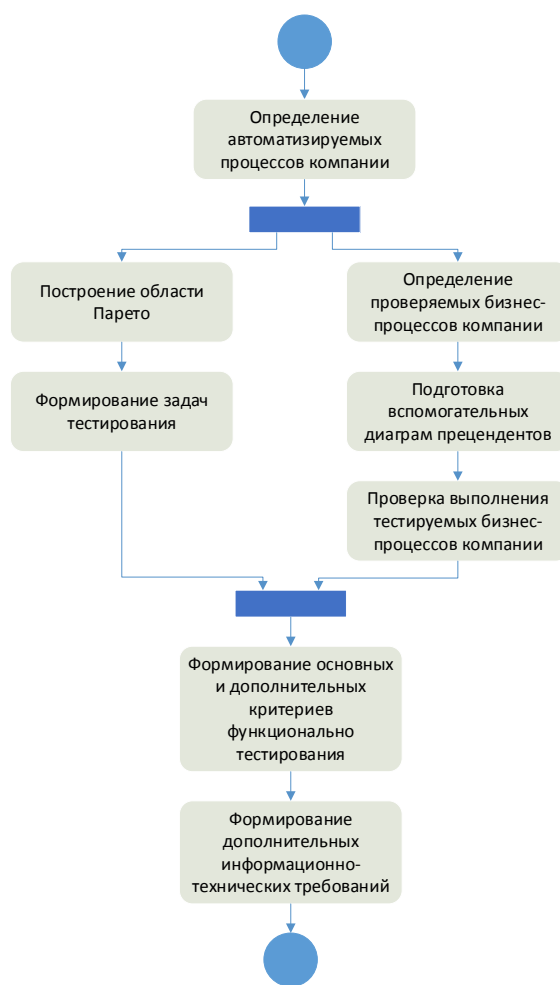 Определение
автоматизируемых
процессов компании
Построение области
Парето
Определение
проверяемых бизнес-
процессов компании
Формирование задач
тестирования
Подготовка
вспомогательных
диаграм прецендентов
Проверка выполнения
тестируемых бизнес-
процессов компании
Формирование основных
и дополнительных
критериев
функционально
тестирования
Формирование
дополнительных
информационно-
технических требований